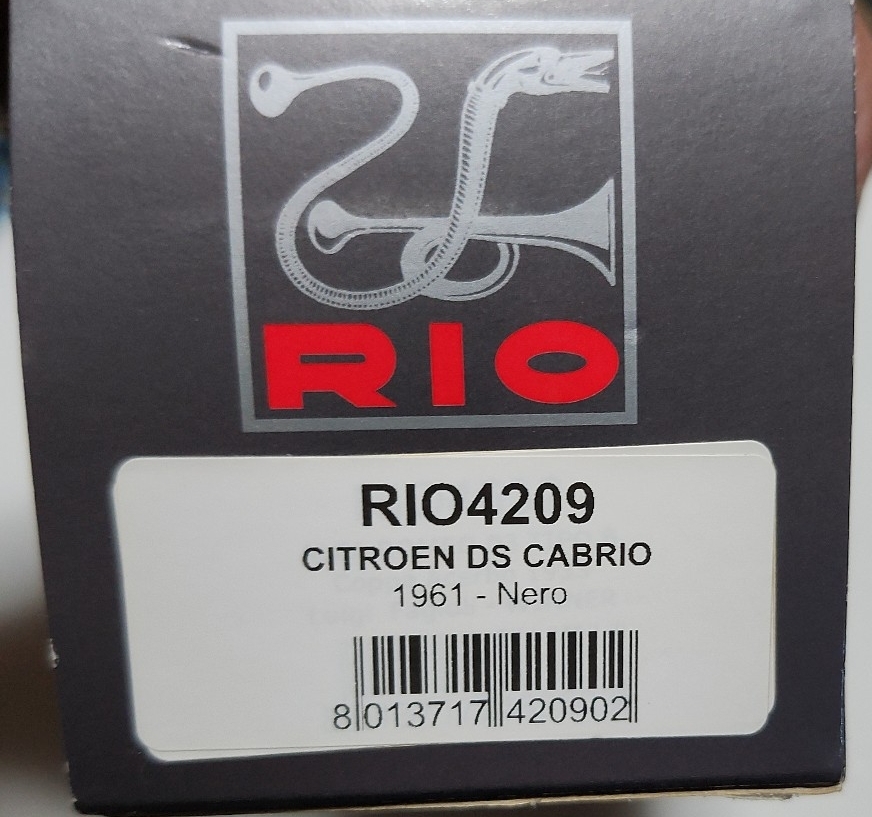 RIO
RIO4209
CITROEN DS CABRIO
1961 - Nero
8 013717 420902